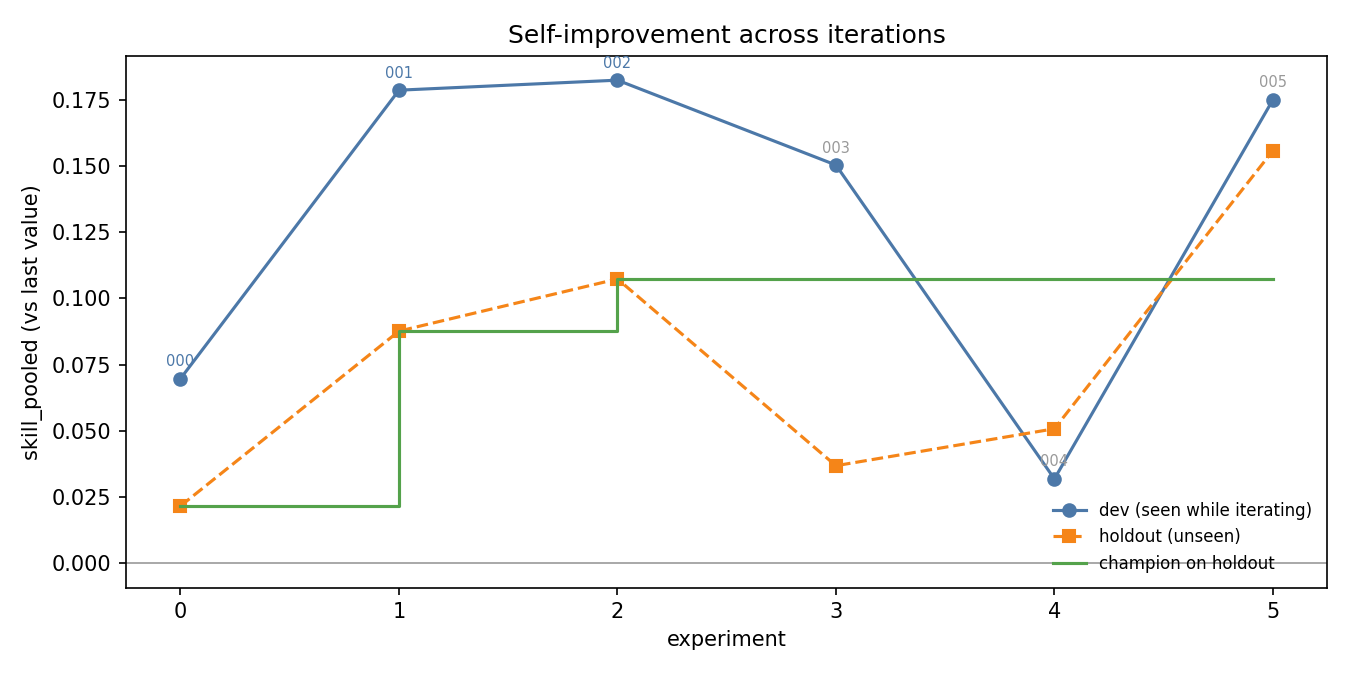 Self-improvement across iterations
skill_pooled (vs last value)
0.175
0.150
0.125
0.100
0.075
0.050
0.025
0.000
000
001
002
003
004
005
dev (seen while iterating)
holdout (unseen)
champion on holdout
0 1 2 3 4 5
experiment